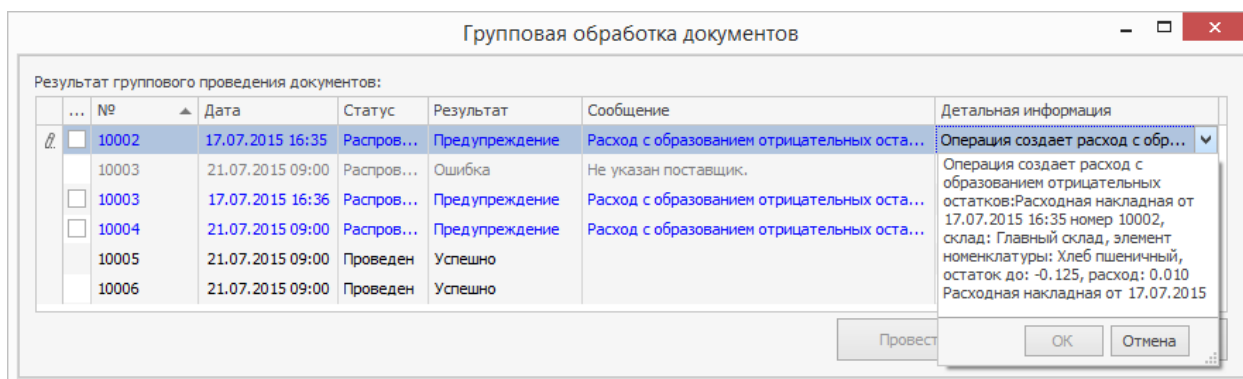 Групповая обработка документов
Результат группового проведения документов:
... № Дата Статус Результат Сообщение Детальная информация
10002 17.07.2015 16:35 Распров... Предупреждение Расход с образованием отрицательных оста... Операция создает расход с обр...
10003 21.07.2015 09:00 Распров... Ошибка Не указан поставщик.
10003 17.07.2015 16:36 Распров... Предупреждение Расход с образованием отрицательных оста...
10004 21.07.2015 09:00 Распров... Предупреждение Расход с образованием отрицательных оста...
10005 21.07.2015 09:00 Проведен Успешно
10006 21.07.2015 09:00 Проведен Успешно
Операция создает расход с
образованием отрицательных
остатков:Расходная накладная от
17.07.2015 16:35 номер 10002,
склад: Главный склад, элемент
номенклатуры: Хлеб пшеничный,
остаток до: -0.125, расход: 0.010
Расходная накладная от 17.07.2015
Провест
ОК Отмена